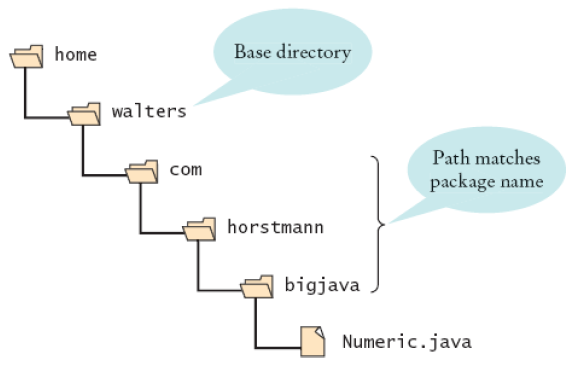 home
Base directory
walters
com
Path matches
package name
horstmann
bigjava
Numeric.java